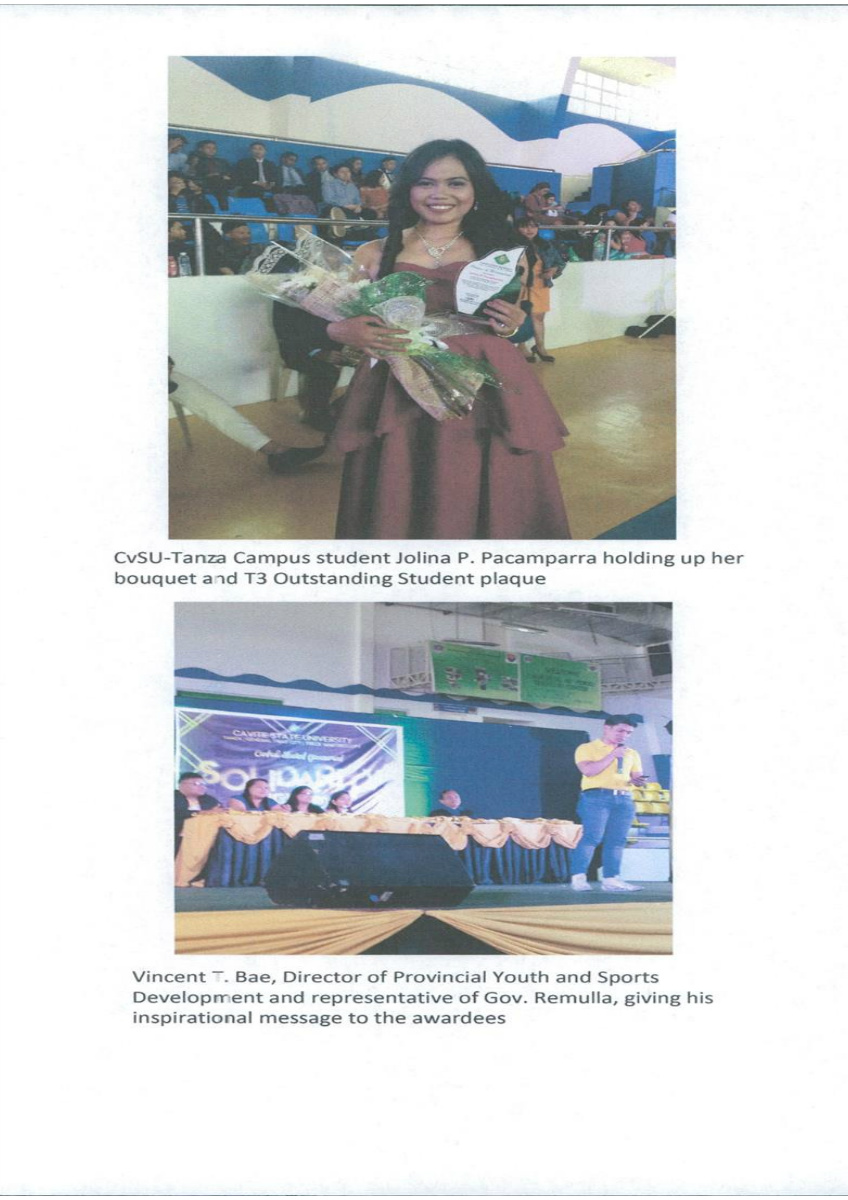 CvSU-Tanza Campus student Jolina P. Pacamparra holding up her
bouquet and T3 Outstanding Student plaque
CAVITE STATE UNIVERSITY
SOLIDARITY
Vincent T. Bae, Director of Provincial Youth and Sports
Development and representative of Gov. Remulla, giving his
inspirational message to the awardees